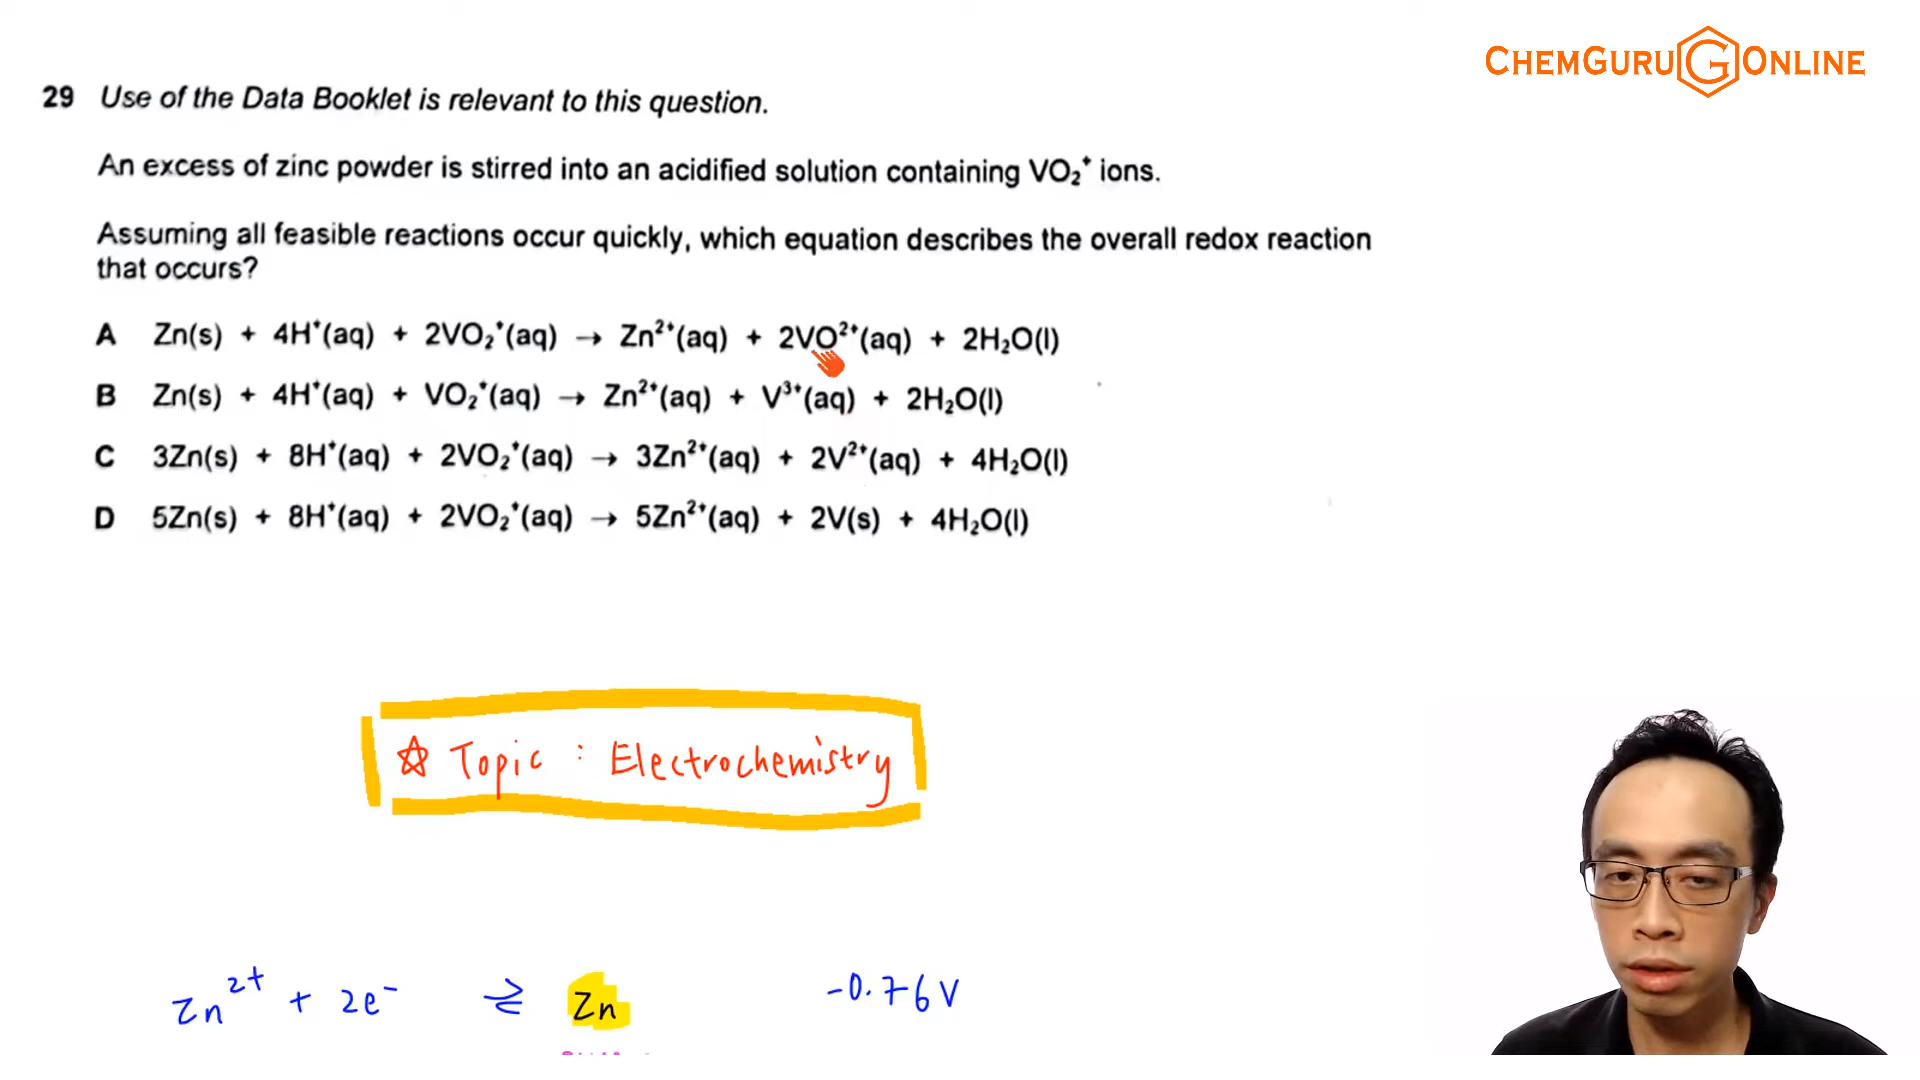 CHEMGURU G ONLINE
29 Use of the Data Booklet is relevant to this question.
An excess of zinc powder is stirred into an acidified solution containing VO₂⁺ ions.
Assuming all feasible reactions occur quickly, which equation describes the overall redox reaction
that occurs?
A Zn(s) + 4H⁺(aq) + 2VO₂⁺(aq) → Zn²⁺(aq) + 2VO²⁺(aq) + 2H₂O(l)
B Zn(s) + 4H⁺(aq) + VO₂⁺(aq) → Zn²⁺(aq) + V³⁺(aq) + 2H₂O(l)
C 3Zn(s) + 8H⁺(aq) + 2VO₂⁺(aq) → 3Zn²⁺(aq) + 2V²⁺(aq) + 4H₂O(l)
D 5Zn(s) + 8H⁺(aq) + 2VO₂⁺(aq) → 5Zn²⁺(aq) + 2V(s) + 4H₂O(l)
☆ Topic : Electrochemistry
Zn²⁺ + 2e⁻ ⇌ Zn -0.76V